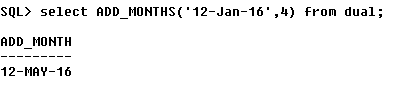 SQL> select ADD_MONTHS('12-Jan-16',4) from dual;
ADD_MONTH
---------
12-MAY-16